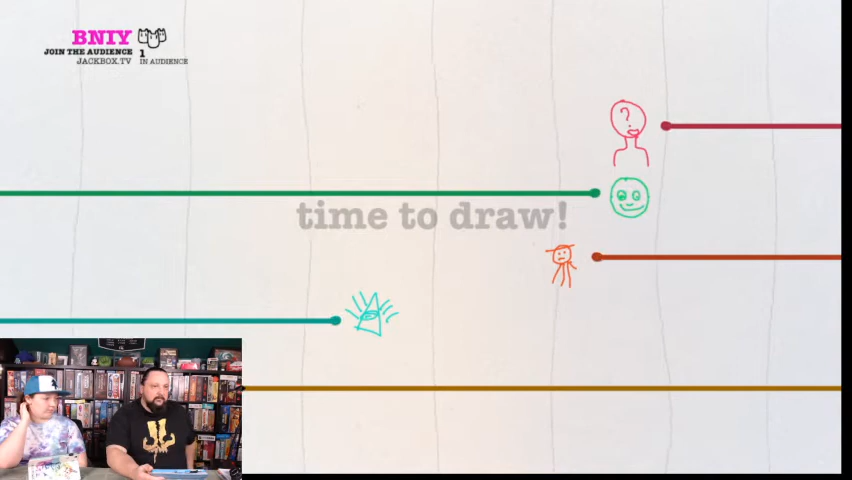 BNIY
JOIN THE AUDIENCE
JACKBOX.TV
1
IN AUDIENCE
?
time to draw!